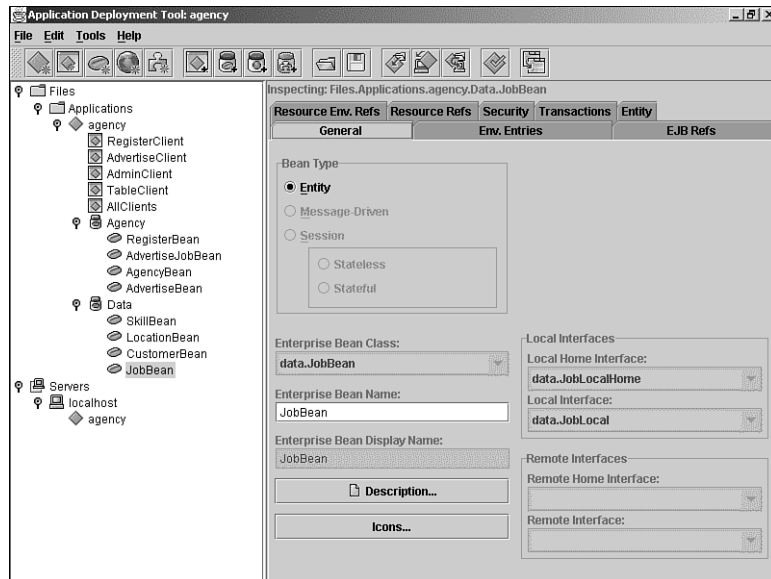 Application Deployment Tool: agency
File Edit Tools Help
Files
Applications
agency
RegisterClient
AdvertiseClient
AdminClient
TableClient
AllClients
Agency
RegisterBean
AdvertiseJobBean
AgencyBean
AdvertiseBean
Data
SkillBean
LocationBean
CustomerBean
JobBean
Servers
localhost
agency
Inspecting: Files.Applications.agency.Data.JobBean
Resource Env. Refs Resource Refs Security Transactions Entity
General Env. Entries EJB Refs
Bean Type
Entity
Message-Driven
Session
Stateless
Stateful
Enterprise Bean Class:
data.JobBean
Enterprise Bean Name:
JobBean
Enterprise Bean Display Name:
JobBean
Description...
Icons...
Local Interfaces
Local Home Interface:
data.JobLocalHome
Local Interface:
data.JobLocal
Remote Interfaces
Remote Home Interface:
Remote Interface: